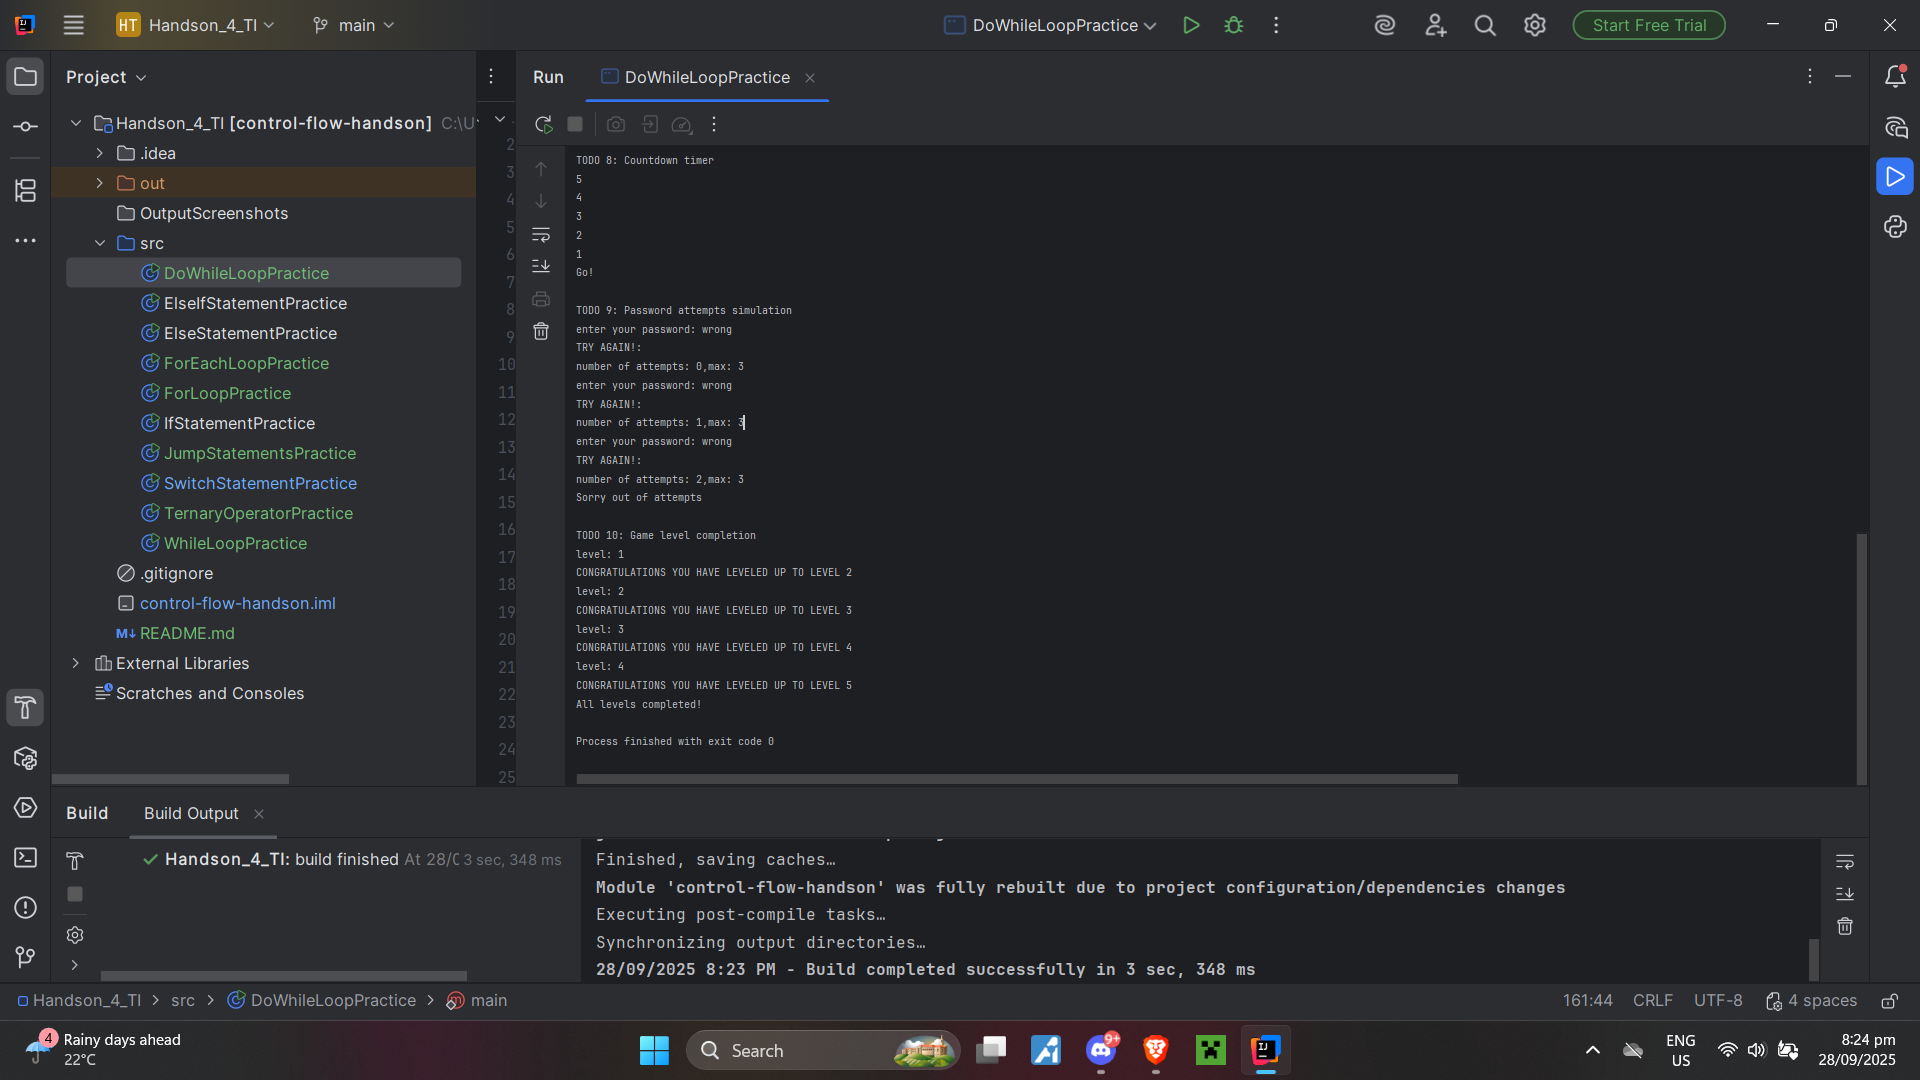 HT Handson_4_TI
main
DoWhileLoopPractice
Start Free Trial
Project
Handson_4_TI [control-flow-handson] C:\U
.idea
out
OutputScreenshots
src
DoWhileLoopPractice
ElseIfStatementPractice
ElseStatementPractice
ForEachLoopPractice
ForLoopPractice
IfStatementPractice
JumpStatementsPractice
SwitchStatementPractice
TernaryOperatorPractice
WhileLoopPractice
.gitignore
control-flow-handson.iml
M↓ README.md
External Libraries
Scratches and Consoles
2
3
4
5
6
7
8
9
10
11
12
13
14
15
16
17
18
19
20
21
22
23
24
25
Run
DoWhileLoopPractice
TODO 8: Countdown timer
5
4
3
2
1
Go!
TODO 9: Password attempts simulation
enter your password: wrong
TRY AGAIN!:
number of attempts: 0,max: 3
enter your password: wrong
TRY AGAIN!:
number of attempts: 1,max: 3
enter your password: wrong
TRY AGAIN!:
number of attempts: 2,max: 3
Sorry out of attempts
TODO 10: Game level completion
level: 1
CONGRATULATIONS YOU HAVE LEVELED UP TO LEVEL 2
level: 2
CONGRATULATIONS YOU HAVE LEVELED UP TO LEVEL 3
level: 3
CONGRATULATIONS YOU HAVE LEVELED UP TO LEVEL 4
level: 4
CONGRATULATIONS YOU HAVE LEVELED UP TO LEVEL 5
All levels completed!
Process finished with exit code 0
Build
Build Output
Handson_4_TI: build finished At 28/0 3 sec, 348 ms
Finished, saving caches…
Module 'control-flow-handson' was fully rebuilt due to project configuration/dependencies changes
Executing post-compile tasks…
Synchronizing output directories…
28/09/2025 8:23 PM - Build completed successfully in 3 sec, 348 ms
Handson_4_TI > src > DoWhileLoopPractice > main
161:44 CRLF UTF-8 4 spaces
4
Rainy days ahead
22°C
Search
9+
ENG
US
8:24 pm
28/09/2025